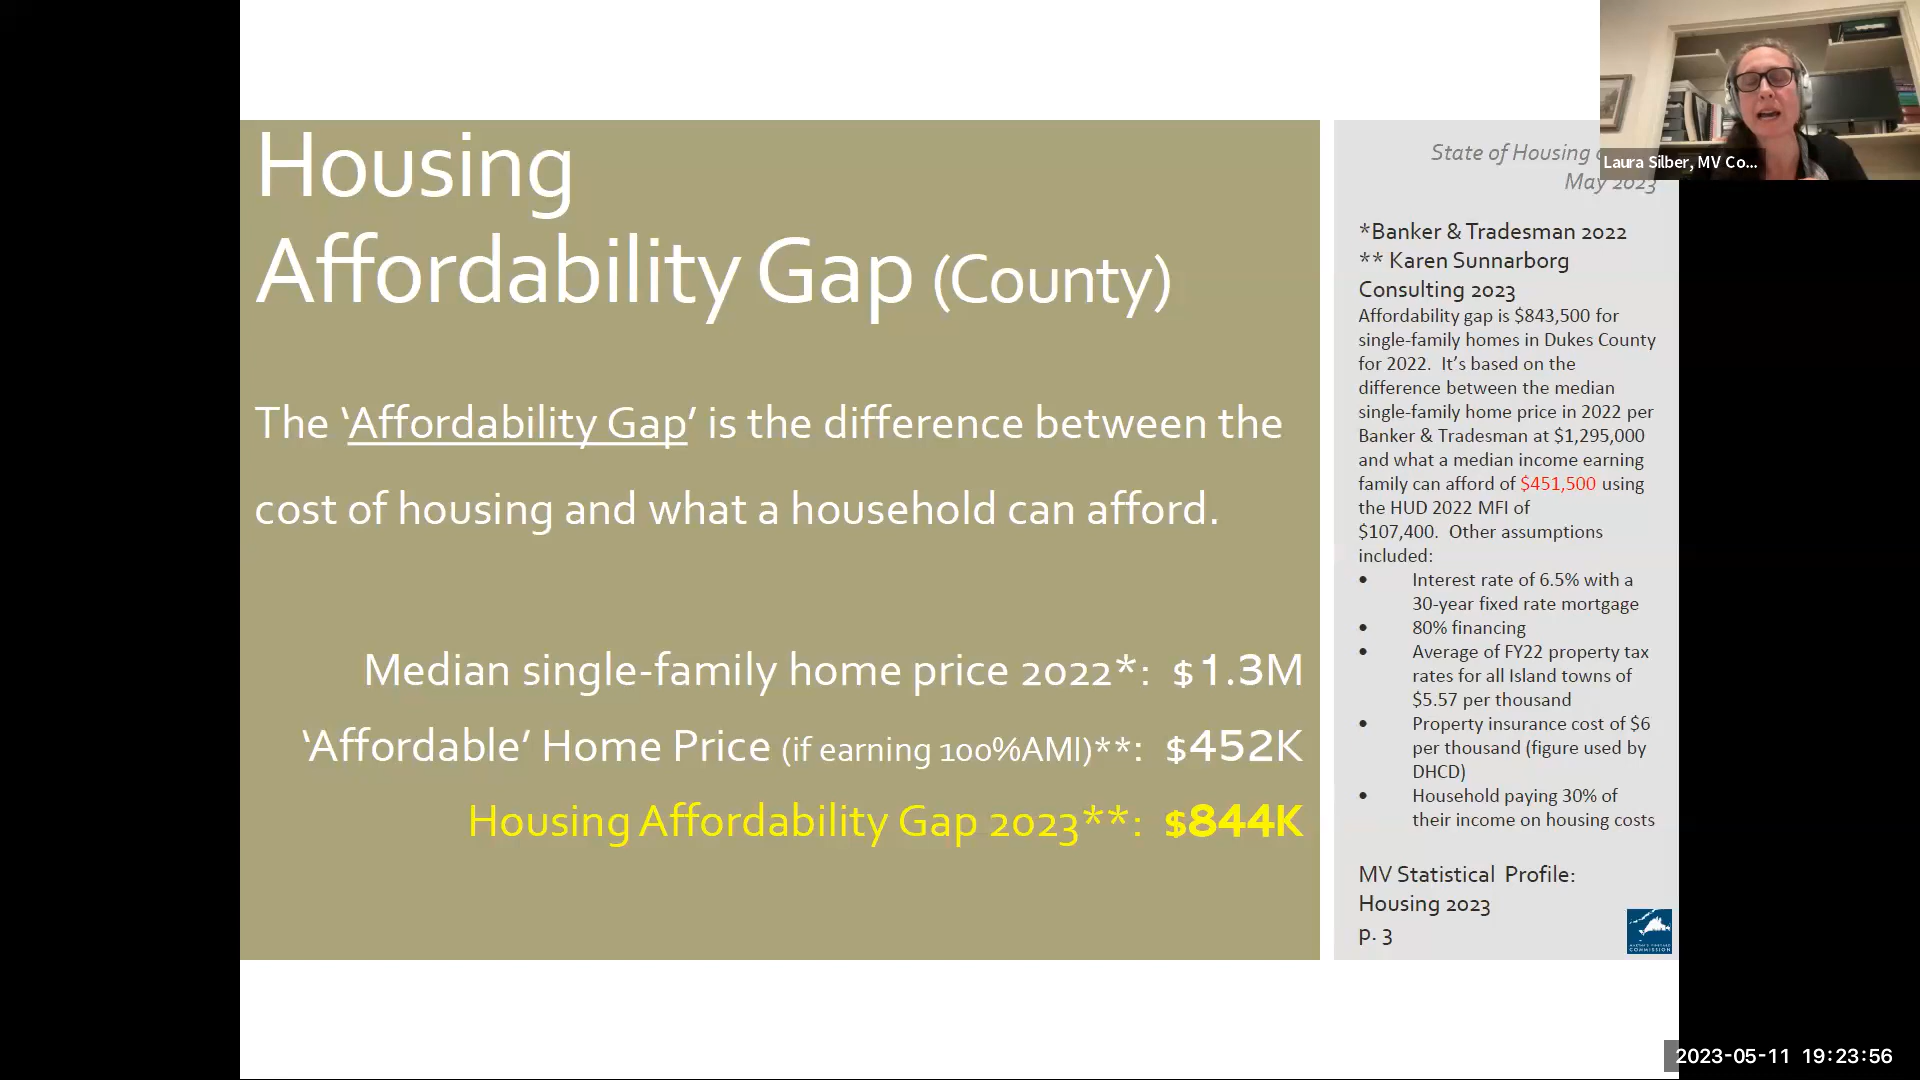 Housing
Affordability Gap (County)
The ‘Affordability Gap’ is the difference between the
cost of housing and what a household can afford.
Median single-family home price 2022*: $1.3M
‘Affordable’ Home Price (if earning 100%AMI)**: $452K
Housing Affordability Gap 2023**: $844K
State of Housing
May 2023
Laura Silber, MV Co...
*Banker & Tradesman 2022
** Karen Sunnarborg
Consulting 2023
Affordability gap is $843,500 for
single-family homes in Dukes County
for 2022. It’s based on the
difference between the median
single-family home price in 2022 per
Banker & Tradesman at $1,295,000
and what a median income earning
family can afford of $451,500 using
the HUD 2022 MFI of
$107,400. Other assumptions
included:
• Interest rate of 6.5% with a
30-year fixed rate mortgage
• 80% financing
• Average of FY22 property tax
rates for all Island towns of
$5.57 per thousand
• Property insurance cost of $6
per thousand (figure used by
DHCD)
• Household paying 30% of
their income on housing costs
MV Statistical Profile:
Housing 2023
p. 3
MARTHA'S VINEYARD
COMMISSION
2023-05-11 19:23:56